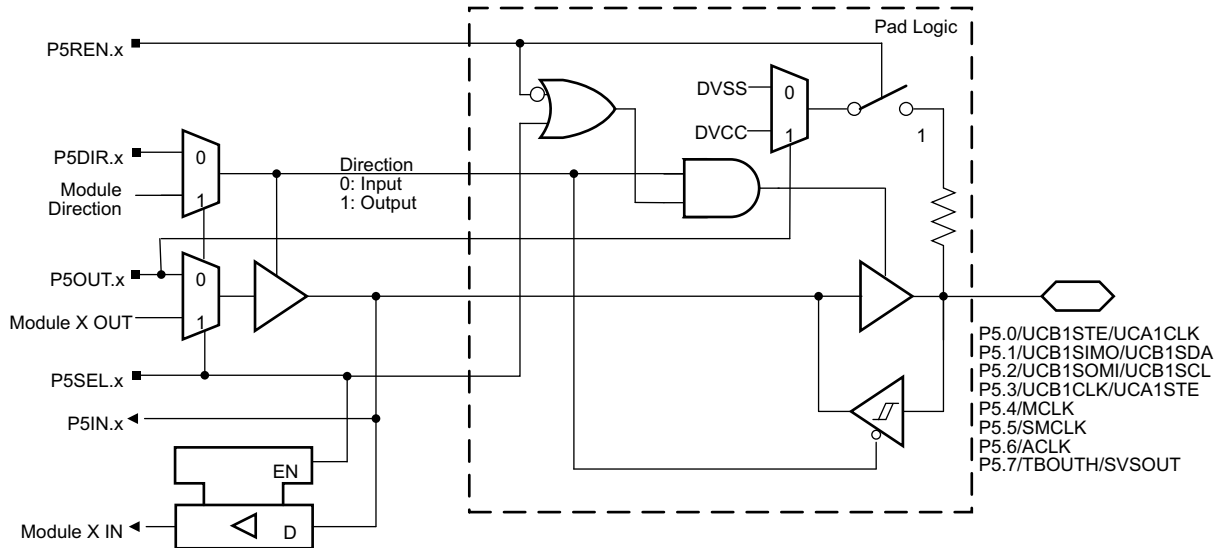 Pad Logic
P5REN.x
DVSS
0
DVCC
1
1
P5DIR.x
0
Module
Direction
1
Direction
0: Input
1: Output
P5OUT.x
0
Module X OUT
1
P5SEL.x
P5IN.x
EN
Module X IN
D
P5.0/UCB1STE/UCA1CLK
P5.1/UCB1SIMO/UCB1SDA
P5.2/UCB1SOMI/UCB1SCL
P5.3/UCB1CLK/UCA1STE
P5.4/MCLK
P5.5/SMCLK
P5.6/ACLK
P5.7/TBOUTH/SVSOUT